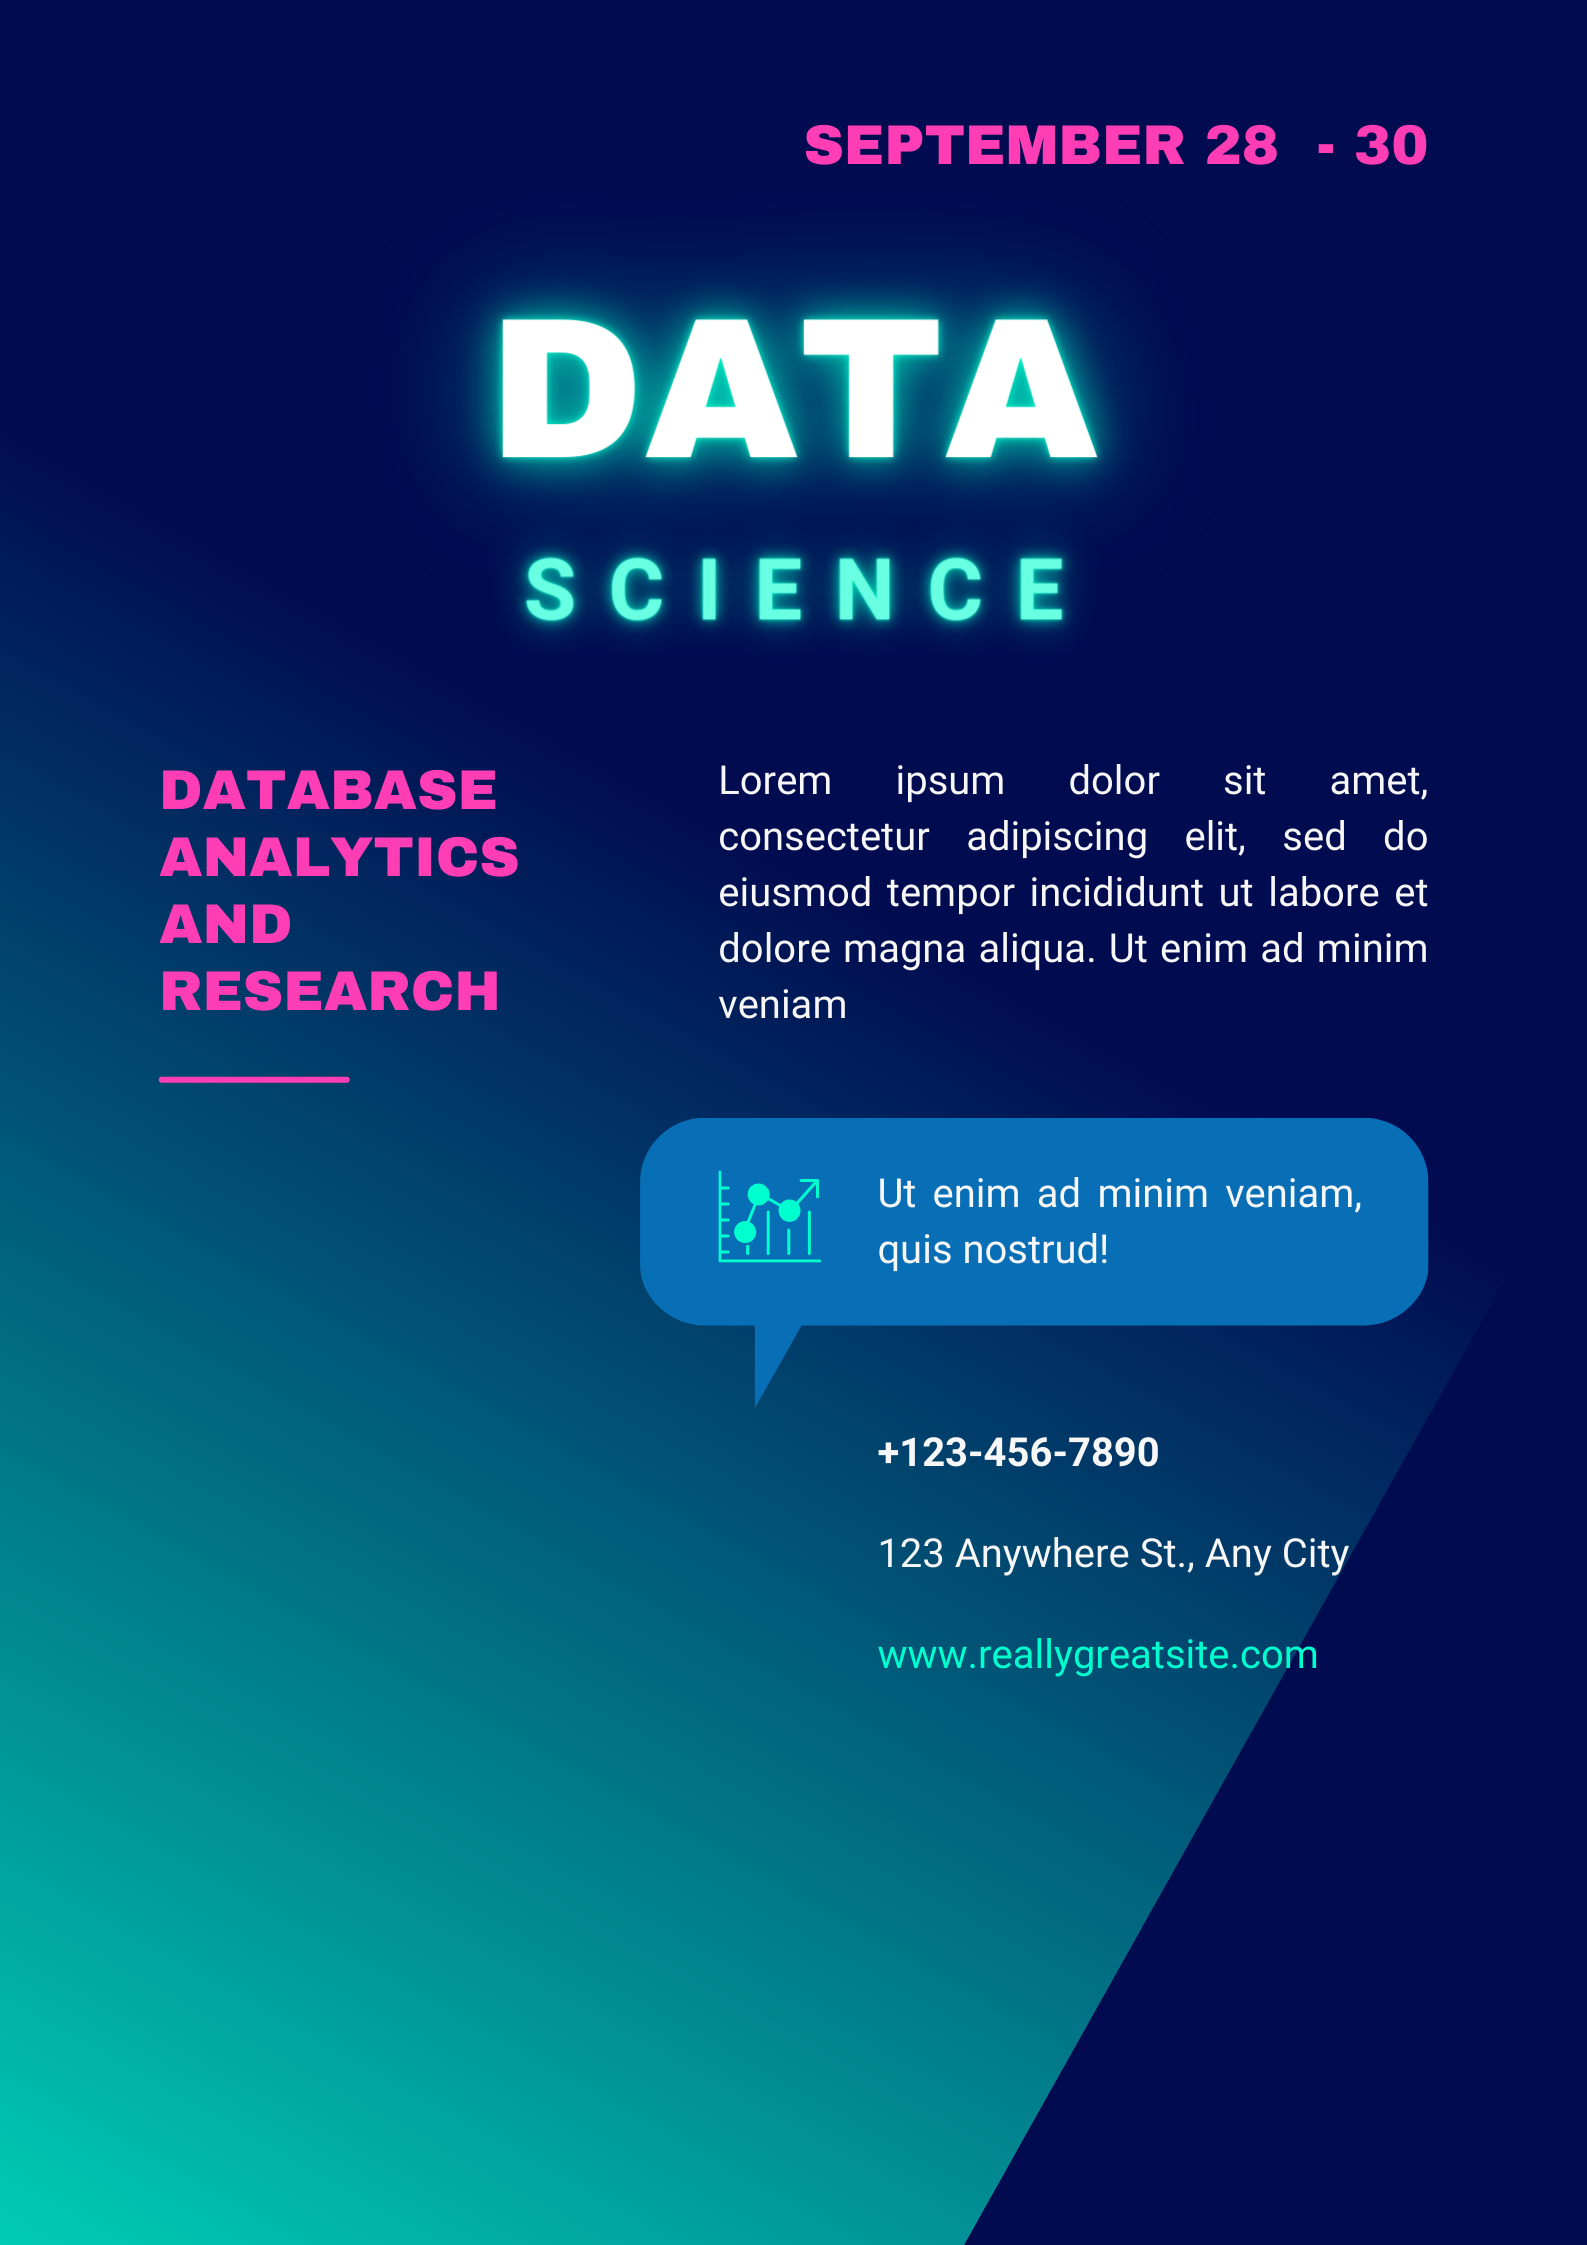 SEPTEMBER 28  - 30
DATA
SCIENCE
DATABASE
ANALYTICS
AND
RESEARCH
Lorem ipsum dolor sit amet,
consectetur adipiscing elit, sed do
eiusmod tempor incididunt ut labore et
dolore magna aliqua. Ut enim ad minim
veniam
Ut enim ad minim veniam,
quis nostrud!
+123-456-7890
123 Anywhere St., Any City
www.reallygreatsite.com